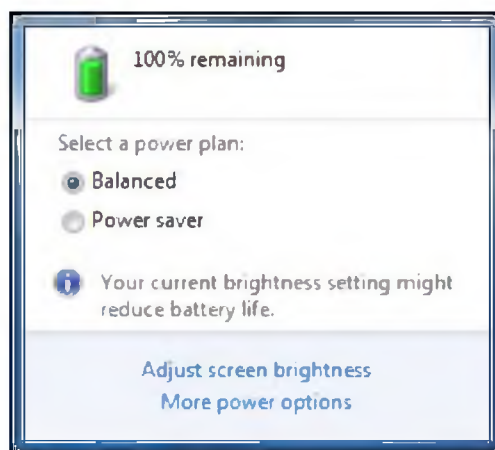 100% remaining
Select a power plan:
Balanced
Power saver
Your current brightness setting might
reduce battery life.
Adjust screen brightness
More power options